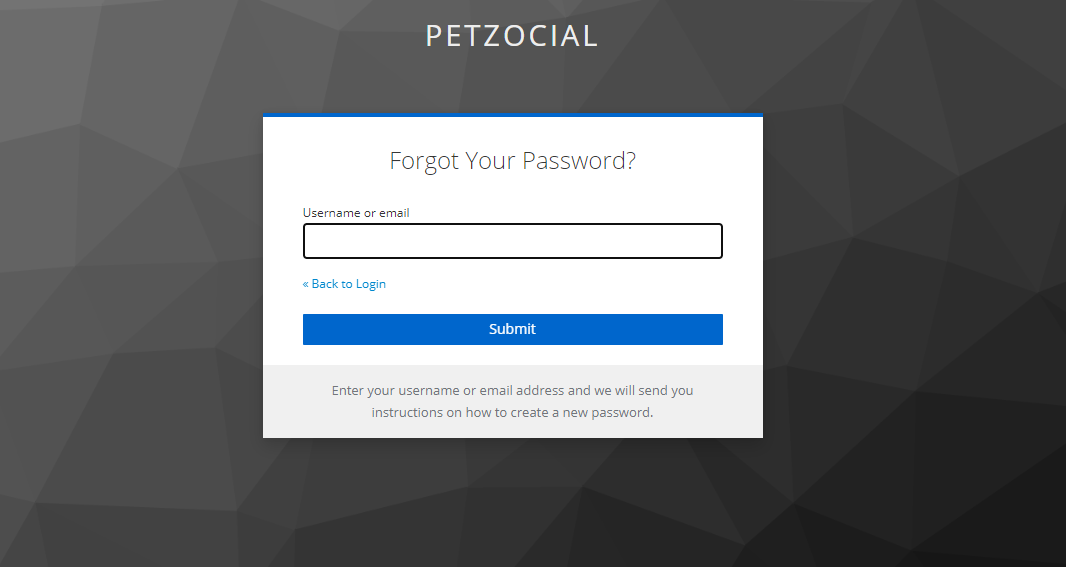 PETZOCIAL
Forgot Your Password?
Username or email
« Back to Login
Submit
Enter your username or email address and we will send you
instructions on how to create a new password.